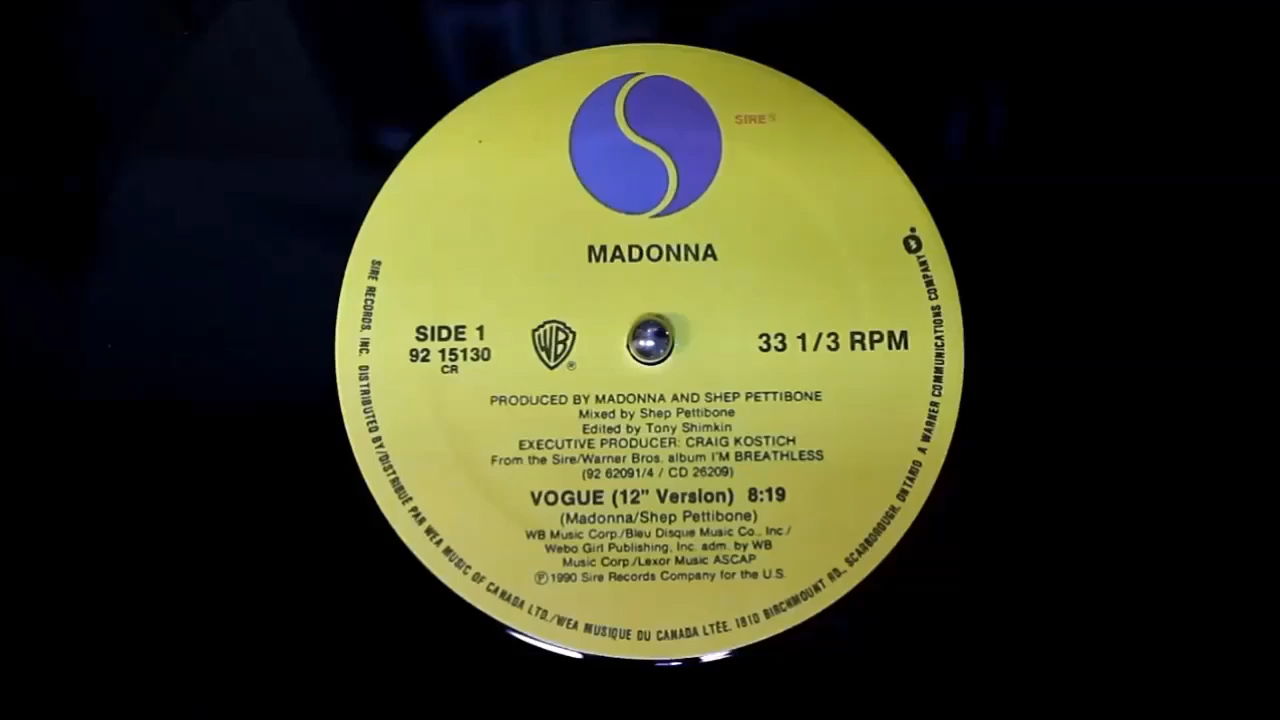 SIRE®
MADONNA
SIDE 1
92 15130
CR
WB
®
33 1/3 RPM
PRODUCED BY MADONNA AND SHEP PETTIBONE
Mixed by Shep Pettibone
Edited by Tony Shimkin
EXECUTIVE PRODUCER: CRAIG KOSTICH
From the Sire/Warner Bros. album I'M BREATHLESS
(92 62091/4 / CD 26209)
VOGUE (12" Version) 8:19
(Madonna/Shep Pettibone)
WB Music Corp./Bleu Disque Music Co., Inc./
Webo Girl Publishing, Inc. adm. by WB
Music Corp./Lexor Music ASCAP
Ⓟ1990 Sire Records Company for the U.S.
SIRE RECORDS, INC. DISTRIBUTED BY/DISTRIBUÉ PAR WEA MUSIC OF CANADA LTD./WEA MUSIQUE DU CANADA LTÉE. 1810 BIRCHMOUNT RD., SCARBOROUGH, ONTARIO A WARNER COMMUNICATIONS COMPANY